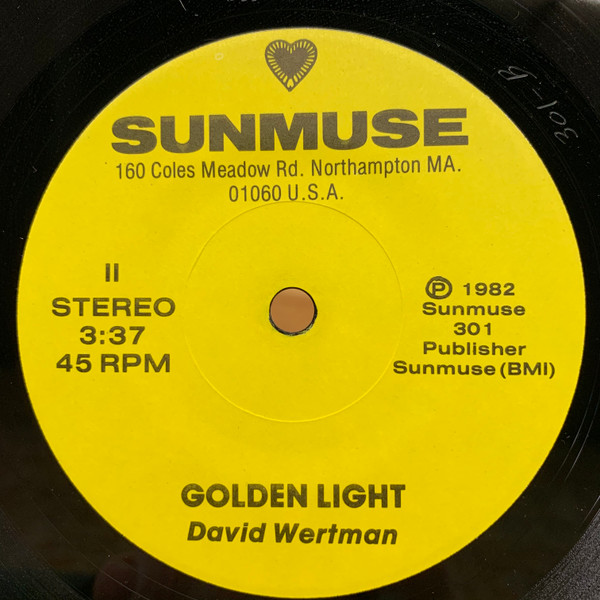 SUNMUSE
160 Coles Meadow Rd. Northampton MA.
01060 U.S.A.
II
STEREO
3:37
45 RPM
℗ 1982
Sunmuse
301
Publisher
Sunmuse (BMI)
GOLDEN LIGHT
David Wertman
301-B